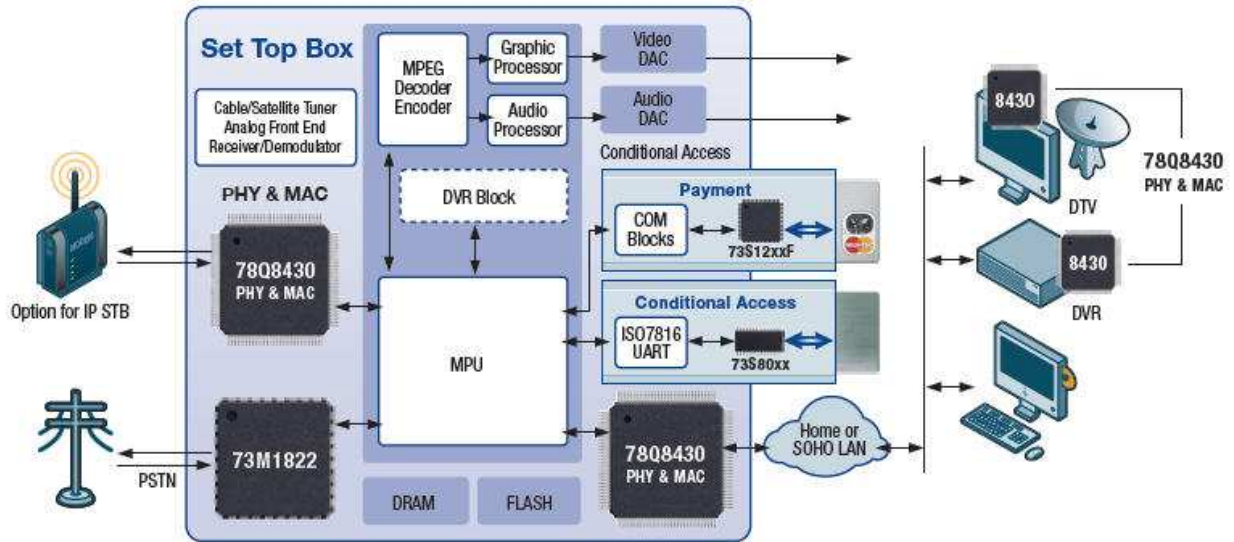 Set Top Box
Cable/Satellite Tuner
Analog Front End
Receiver/Demodulator
MPEG
Decoder
Encoder
Graphic
Processor
Audio
Processor
Video
DAC
Audio
DAC
Conditional Access
DVR Block
PHY & MAC
78Q8430
PHY & MAC
Option for IP STB
MPU
Payment
COM
Blocks
73S12xxF
Conditional Access
ISO7816
UART
73S80xx
73M1822
PSTN
DRAM
FLASH
78Q8430
PHY & MAC
Home or
SOHO LAN
8430
DTV
78Q8430
PHY & MAC
8430
DVR